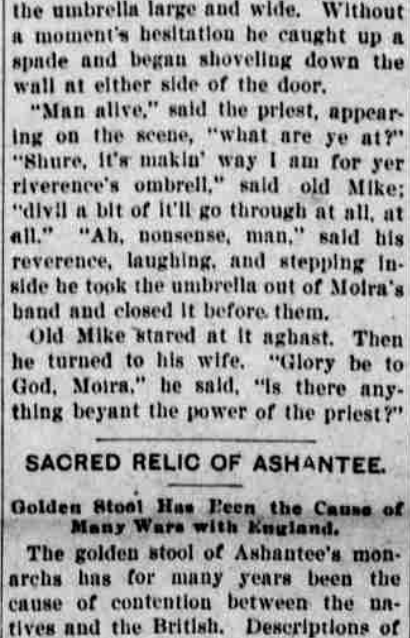 the umbrella large and wide. Without
a moment's hesitation he caught up a
spade and began shoveling down the
wall at either side of the door.
"Man alive," said the priest, appear-
ing on the scene, "what are ye at?"
"Shure, it's makin' way I am for yer
riverence's ombrell," said old Mike;
"divil a bit of it'll go through at all, at
all." "Ah, nonsense, man," said his
reverence, laughing, and stepping in-
side he took the umbrella out of Moira's
hand and closed it before them.
Old Mike stared at it aghast. Then
he turned to his wife. "Glory be to
God, Moira," he said, "is there any-
thing beyant the power of the priest?"
SACRED RELIC OF ASHANTEE.
Golden Stool Has Been the Cause of
Many Wars with England.
The golden stool of Ashantee's mon-
archs has for many years been the
cause of contention between the na-
tives and the British. Descriptions of